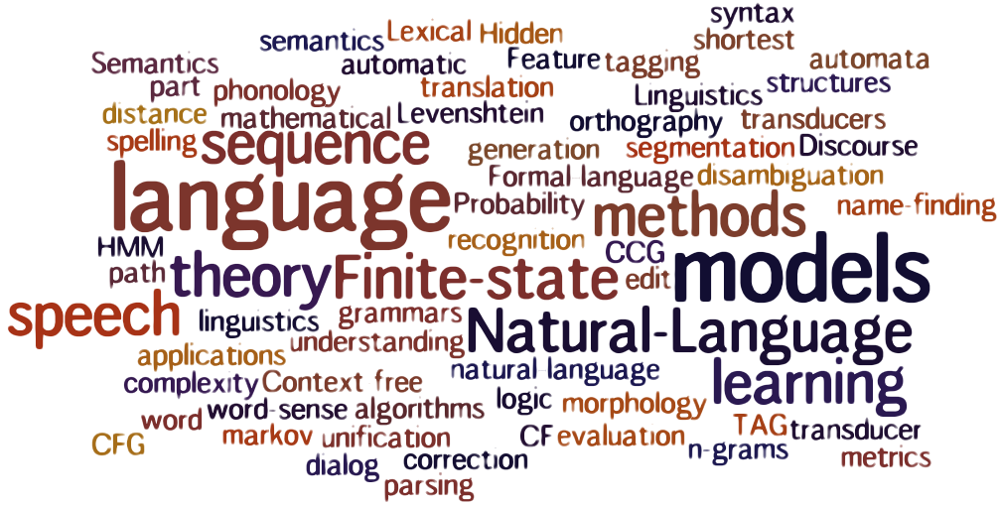 syntax
semantics Lexical Hidden shortest
Semantics automatic Feature tagging automata
part phonology translation Linguistics structures
distance mathematical Levenshtein orthography transducers
spelling sequence generation segmentation Discourse
language Formal language disambiguation
Probability methods name-finding
HMM recognition CCG
path theory Finite-state edit models
speech linguistics grammars Natural-Language
applications understanding
complexity Context free natural language learning
word word-sense algorithms logic morphology
CFG markov unification CF evaluation TAG transducer
dialog correction n-grams metrics
parsing